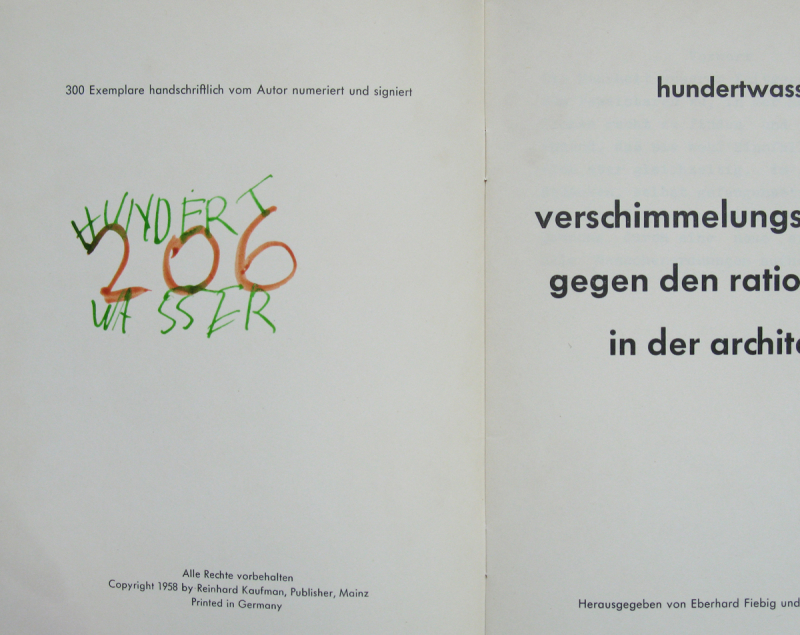 300 Exemplare handschriftlich vom Autor numeriert und signiert
HUNDERT
206
WASSER
Alle Rechte vorbehalten
Copyright 1958 by Reinhard Kaufman, Publisher, Mainz
Printed in Germany
hundertwass
verschimmelungs
gegen den ratio
in der archite
Herausgegeben von Eberhard Fiebig und